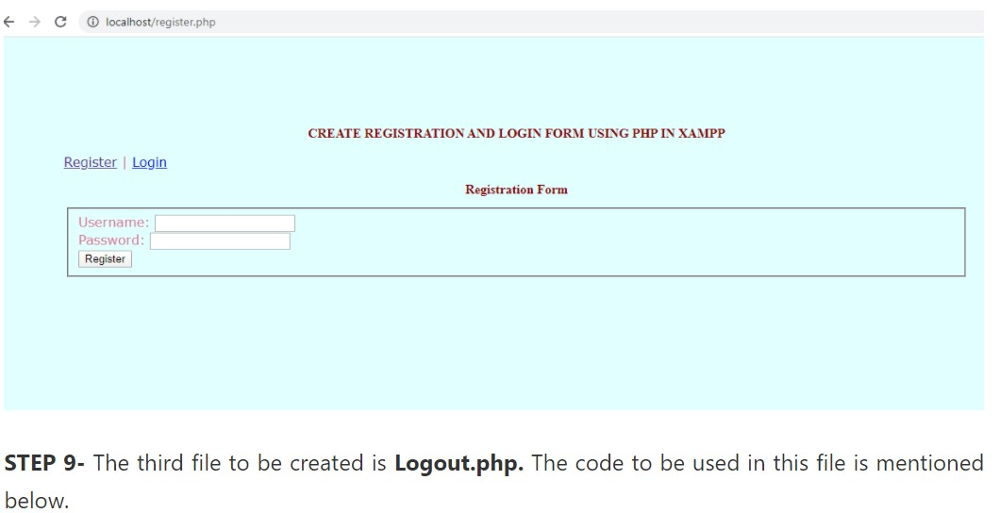 localhost/register.php
CREATE REGISTRATION AND LOGIN FORM USING PHP IN XAMPP
Register | Login
Registration Form
Username:
Password:
Register
STEP 9- The third file to be created is Logout.php. The code to be used in this file is mentioned
below.